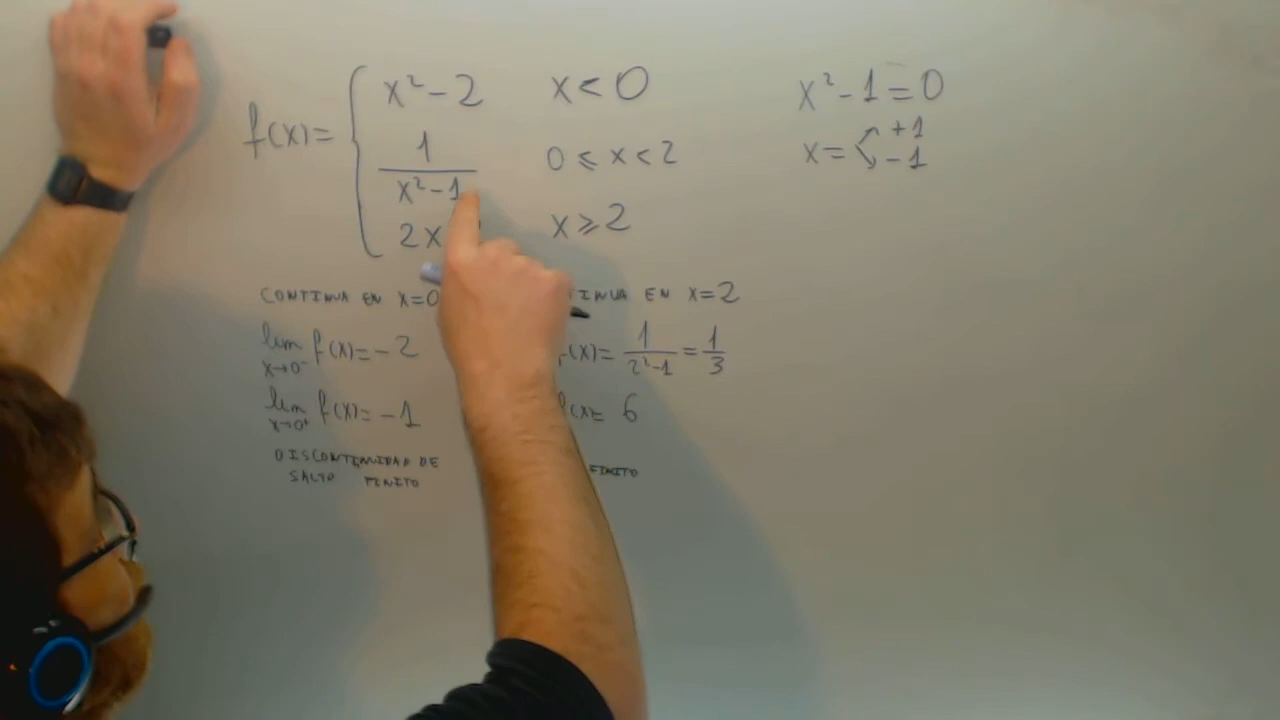 f(x)= { x²-2 x<0
1/(x²-1) 0⩽x<2
2x x⩾2
x²-1=0
x= +1
-1
CONTINUA EN x=0
lim x→0⁻ f(x)=-2
lim x→0⁺ f(x)=-1
DISCONTINUIDAD DE
SALTO FINITO
EN x=2
f(x)= 1/(2²-1) = 1/3
f(x)= 6
FINITO